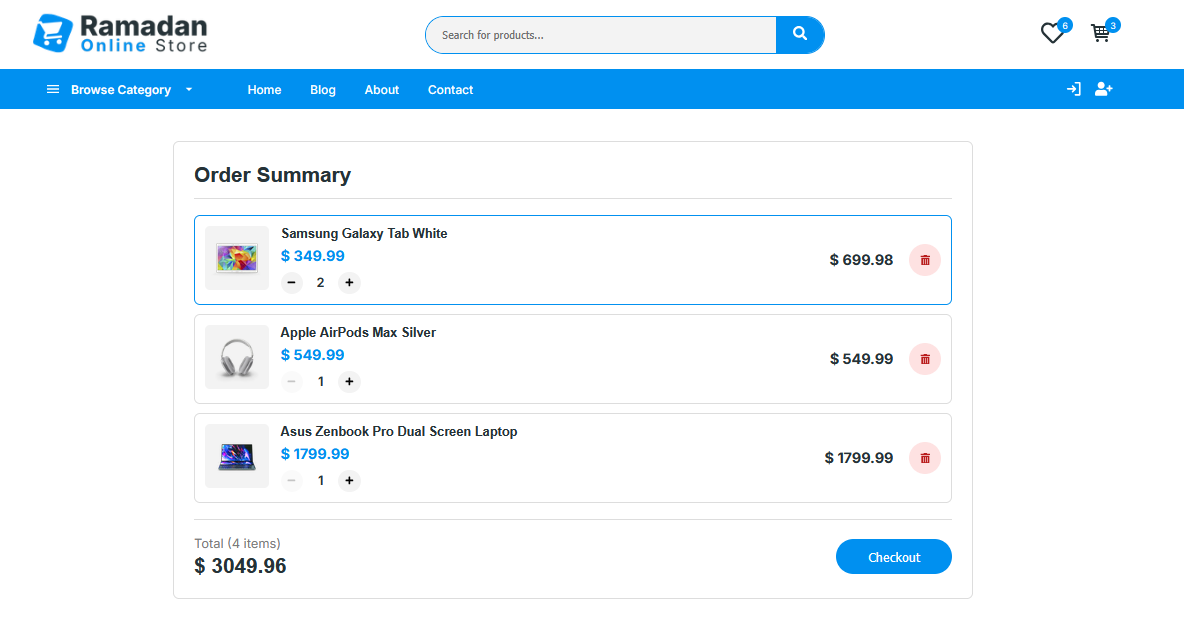 Ramadan
Online Store
Search for products...
6
3
Browse Category
Home
Blog
About
Contact
Order Summary
Samsung Galaxy Tab White
$ 349.99
− 2 +
$ 699.98
Apple AirPods Max Silver
$ 549.99
− 1 +
$ 549.99
Asus Zenbook Pro Dual Screen Laptop
$ 1799.99
− 1 +
$ 1799.99
Total (4 items)
$ 3049.96
Checkout